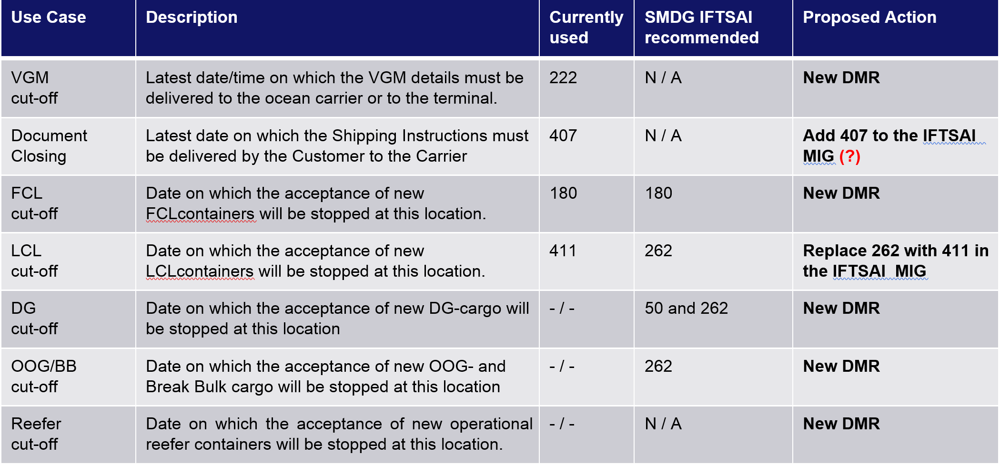 Use Case
Description
Currently
used
SMDG IFTSAI
recommended
Proposed Action
VGM
cut-off
Latest date/time on which the VGM details must be
delivered to the ocean carrier or to the terminal.
222
N / A
New DMR
Document
Closing
Latest date on which the Shipping Instructions must
be delivered by the Customer to the Carrier
407
N / A
Add 407 to the IFTSAI
MIG (?)
FCL
cut-off
Date on which the acceptance of new
FCLcontainers will be stopped at this location.
180
180
New DMR
LCL
cut-off
Date on which the acceptance of new
LCLcontainers will be stopped at this location.
411
262
Replace 262 with 411 in
the IFTSAI MIG
DG
cut-off
Date on which the acceptance of new DG-cargo will
be stopped at this location
- / -
50 and 262
New DMR
OOG/BB
cut-off
Date on which the acceptance of new OOG- and
Break Bulk cargo will be stopped at this location
- / -
262
New DMR
Reefer
cut-off
Date on which the acceptance of new operational
reefer containers will be stopped at this location.
- / -
N / A
New DMR